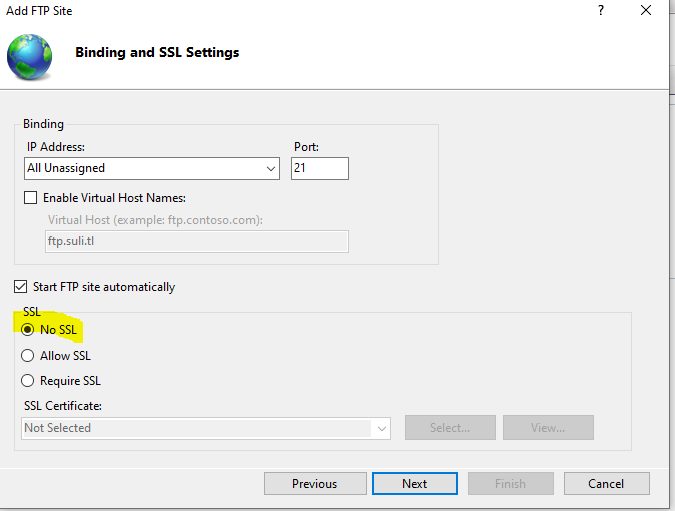 Add FTP Site
?
Binding and SSL Settings
Binding
IP Address: Port:
All Unassigned 21
Enable Virtual Host Names:
Virtual Host (example: ftp.contoso.com):
ftp.suli.tl
Start FTP site automatically
SSL
No SSL
Allow SSL
Require SSL
SSL Certificate:
Not Selected Select... View...
Previous Next Finish Cancel